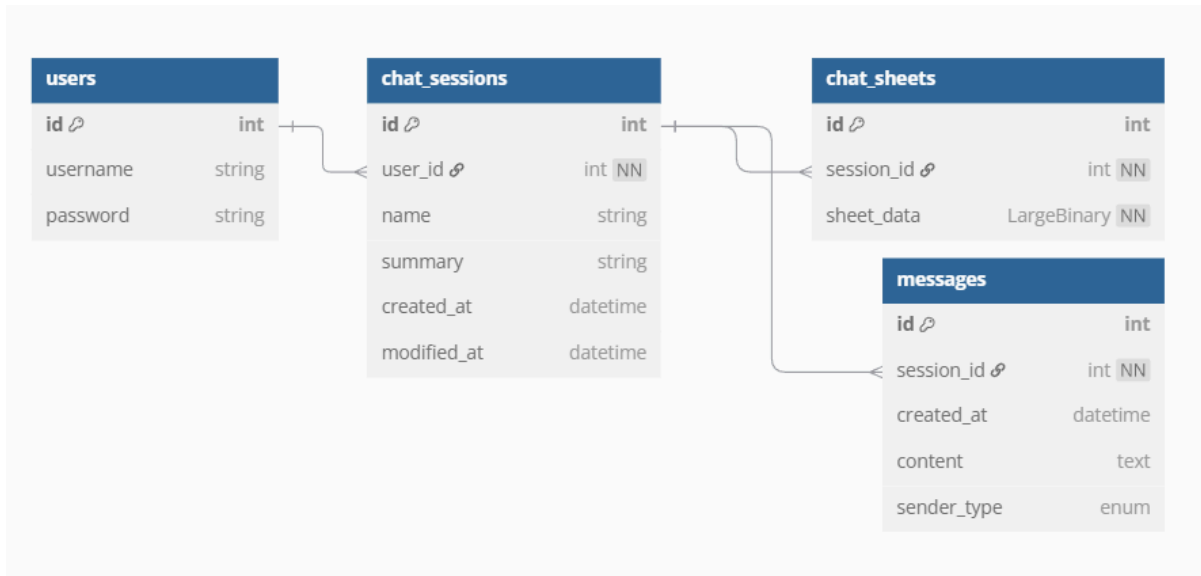 users
id int
username string
password string
chat_sessions
id int
user_id int NN
name string
summary string
created_at datetime
modified_at datetime
chat_sheets
id int
session_id int NN
sheet_data LargeBinary NN
messages
id int
session_id int NN
created_at datetime
content text
sender_type enum